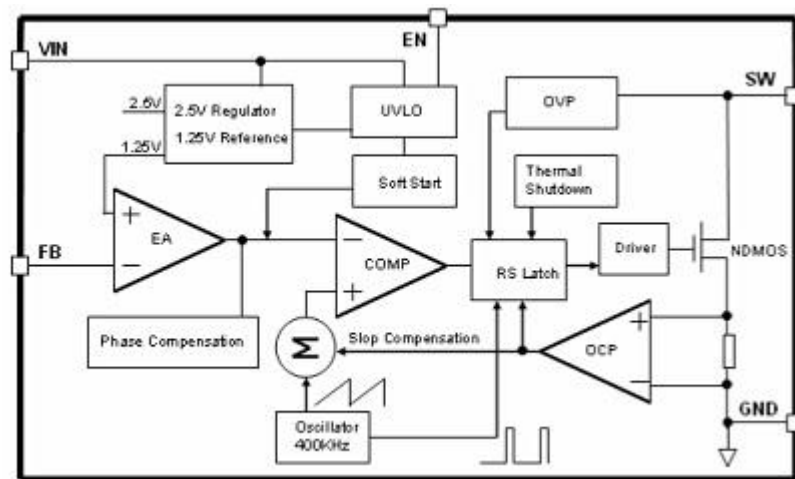 EN
VIN
SW
2.5V
2.5V Regulator
1.25V Reference
UVLO
OVP
1.25V
Soft Start
Thermal
Shutdown
+
EA
−
FB
−
COMP
+
RS Latch
Driver
NDMOS
Phase Compensation
Σ
Slop Compensation
+
OCP
−
GND
Oscillator
400KHz